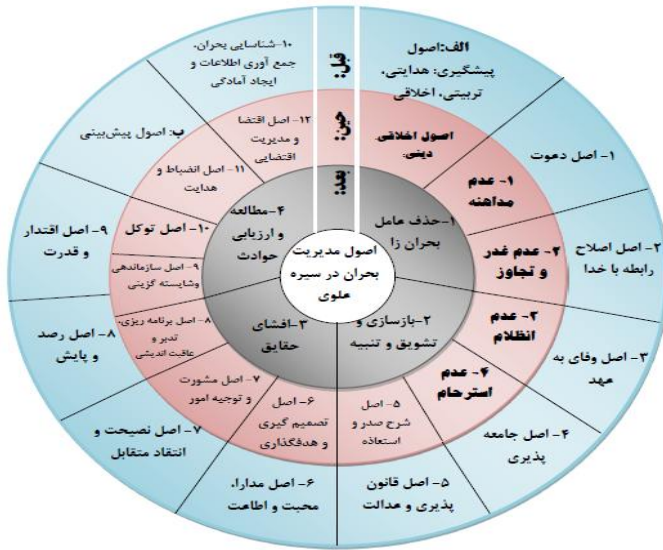 قبل:
الف:اصول
پیشگیری: هدایتی،
تربیتی، اخلاقی
۱- اصل دعوت
۲- اصل اصلاح
رابطه با خدا
۳- اصل وفای به
عهد
۴- اصل جامعه
پذیری
۵- اصل قانون
پذیری و عدالت
۶- اصل مدارا،
محبت و اطاعت
۷- اصل نصیحت و
انتقاد متقابل
۸- اصل رصد
و پایش
۹- اصل اقتدار
و قدرت
ب: اصول پیش‌بینی
۱۰-شناسایی بحران،
جمع آوری اطلاعات و
ایجاد آمادگی
حین:
اصول اخلاقی
دینی:
۱- عدم
مداهنه
۲- عدم غدر
و تجاوز
۳- عدم
انظلام
۴- عدم
استرحام
۵- اصل
شرح صدر و
استعاذه
۶- اصل
تصمیم گیری
و هدفگذاری
۷- اصل مشورت
و توجیه امور
۸- اصل برنامه ریزی،
تدبر و
عاقبت اندیشی
۹- اصل سازماندهی
وشایسته گزینی
۱۰- اصل توکل
۱۱- اصل انضباط و
هدایت
۱۲- اصل اقتضا
و مدیریت
اقتضایی
بعد:
۱-حذف عامل
بحران زا
۲-بازسازی و
تشویق و تنبیه
۳-افشای
حقایق
۴-مطالعه
و ارزیابی
حوادث
اصول مدیریت
بحران در سیره
علوی